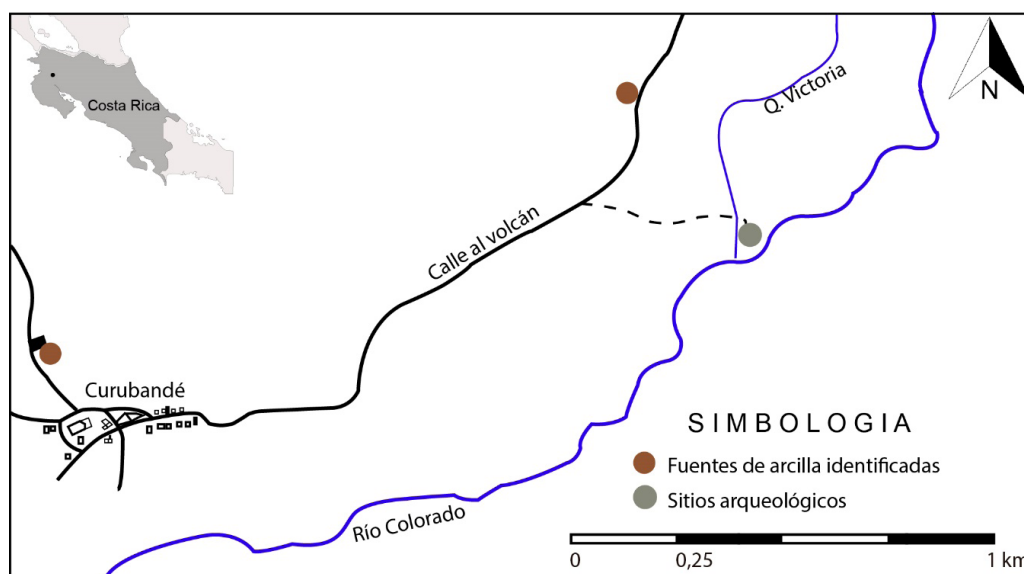 Costa Rica
Q. Victoria
N
Calle al volcán
Curubandé
Río Colorado
SIMBOLOGIA
Fuentes de arcilla identificadas
Sitios arqueológicos
0 0,25 1 km